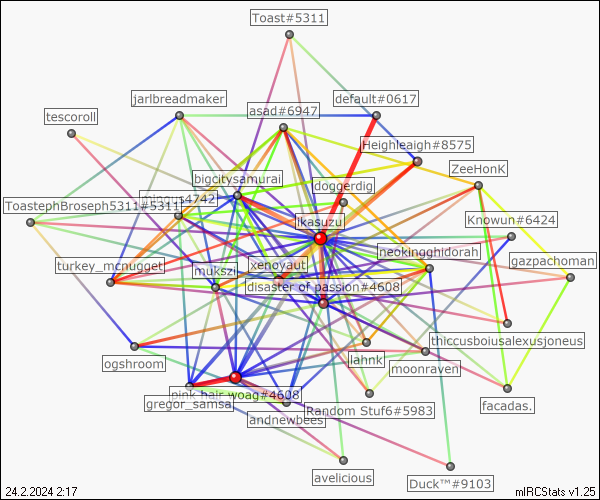 Toast#5311
jarlbreadmaker
default#0617
asad#6947
tescoroll
Heighleaigh#8575
ZeeHonK
bigcitysamurai
doggerdig
mingus4742
ToastephBroseph5311#5311
ikasuzu
Knowun#6424
neokingghidorah
gazpachoman
turkey_mcnugget
xenoyaut
mukszi
disaster of passion#4608
thiccusboiusalexusjoneus
ogshroom
iahnkl
moonraven
pink hair woag#4608
gregor_samsa
facadas.
Random Stuf6#5983
andnewbees
avelicious
Duck™#9103
24.2.2024 2:17
mIRCStats v1.25